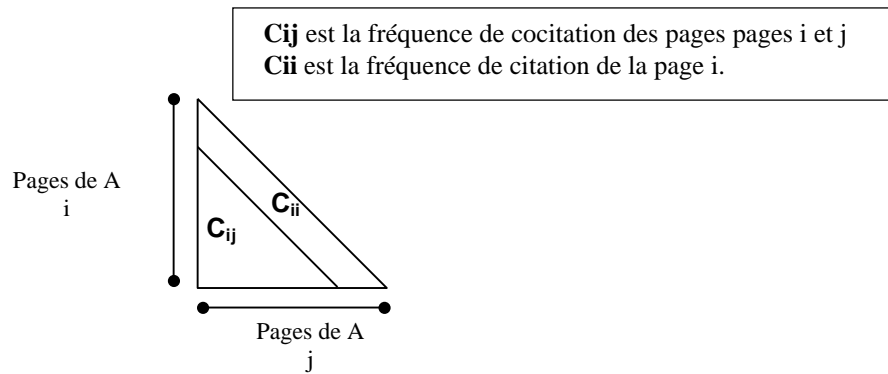 Cij est la fréquence de cocitation des pages pages i et j
Cii est la fréquence de citation de la page i.
Pages de A
i
Cii
Cij
Pages de A
j